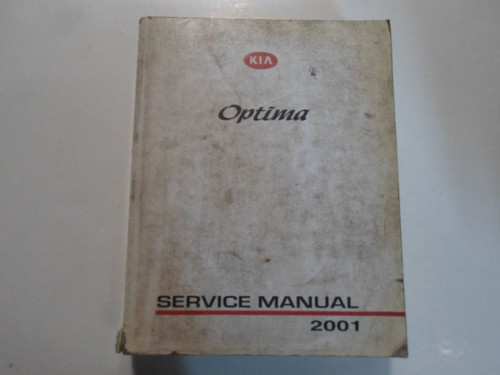 KIA
Optima
SERVICE MANUAL
2001